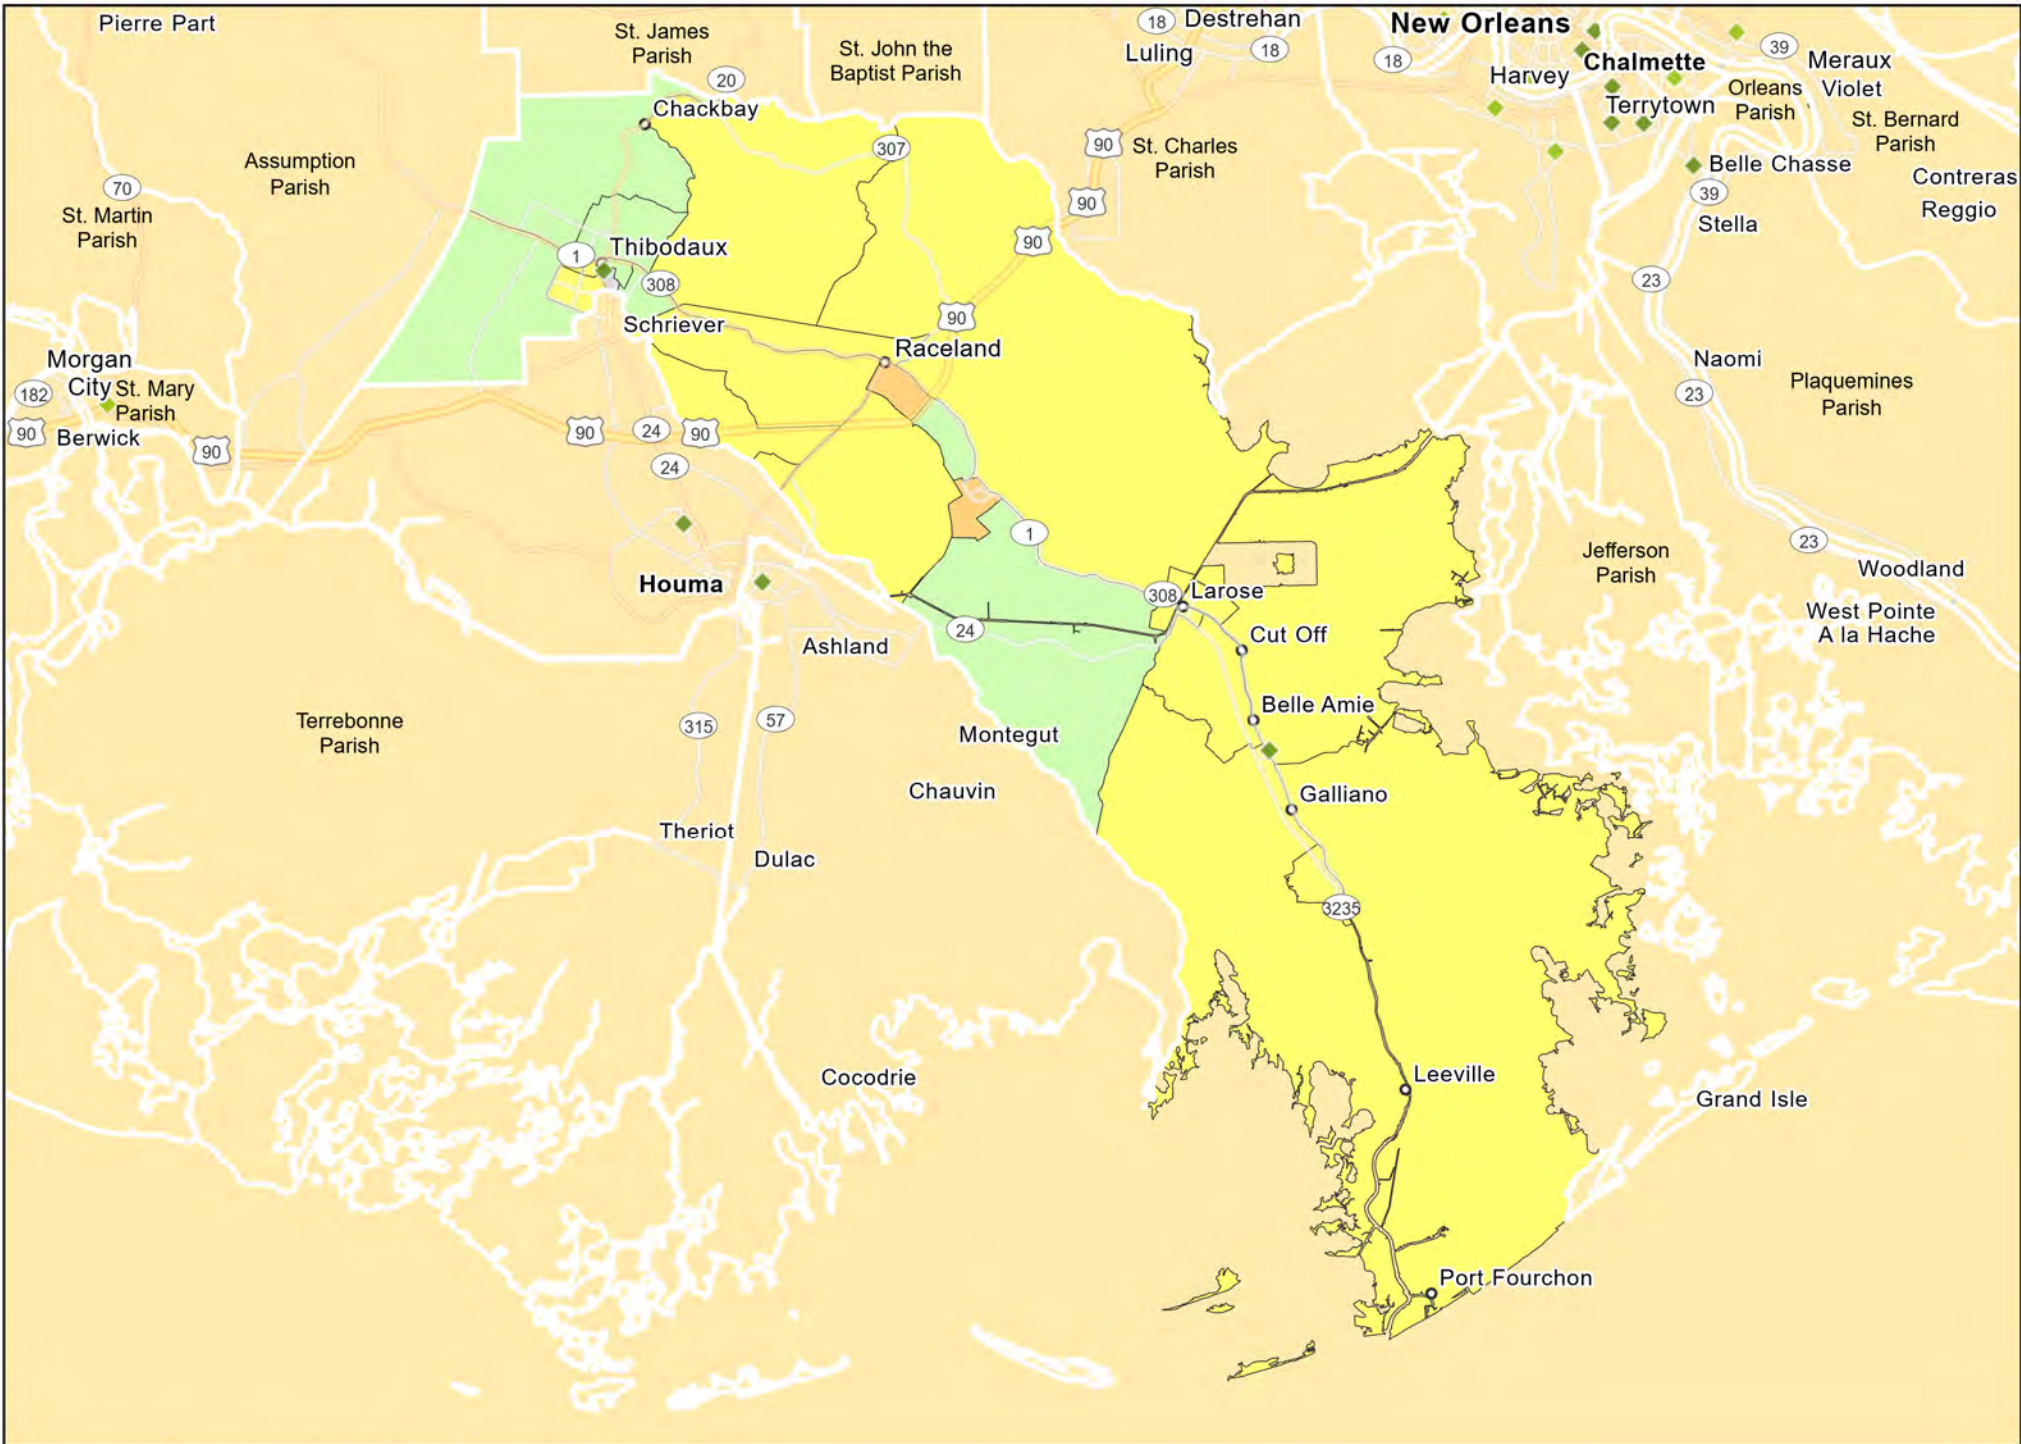 Pierre Part
St. James
Parish
St. John the
Baptist Parish
18
Destrehan
Luling
18
New Orleans
18
Chalmette
Harvey
39
Meraux
Terrytown
Orleans
Parish
Violet
St. Bernard
Parish
20
Chackbay
307
90
St. Charles
Parish
90
90
Belle Chasse
39
Stella
Contreras
Reggio
Assumption
Parish
70
St. Martin
Parish
1
Thibodaux
308
Schriever
90
Raceland
23
Naomi
23
Plaquemines
Parish
Morgan
City
182
St. Mary
Parish
90
Berwick
90
90
24
90
24
Houma
1
Jefferson
Parish
23
Woodland
West Pointe
A la Hache
308
Larose
24
Ashland
Cut Off
Belle Amie
Terrebonne
Parish
315
57
Montegut
Chauvin
Galliano
Theriot
Dulac
3235
Cocodrie
Leeville
Grand Isle
Port Fourchon